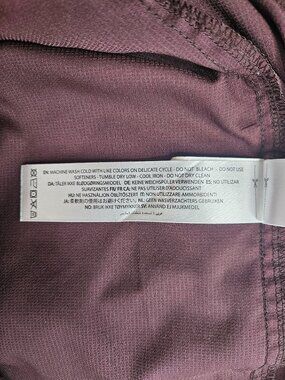 EN: MACHINE WASH COLD WITH LIKE COLORS ON DELICATE CYCLE - DO NOT BLEACH - DO NOT USE
SOFTENERS - TUMBLE DRY LOW - COOL IRON - DO NOT DRY CLEAN
DA: TÅLER IKKE BLØDGØRINGSMIDDEL DE: KEINE WEICHSPÜLER VERWENDEN ES: NO UTILIZAR
SUAVIZANTES FR/FR CA: NE PAS UTILISER D'ADOUCISSANT
HU: NE HASZNÁLJON ÖBLÍTŐSZERT IT: NON UTILIZZARE AMMORBIDENTI
JA: 柔軟剤の使用はお避けください NL: GEEN WASVERZACHTERS GEBRUIKEN
NO: BRUK IKKE TØYMYKNER SV: ANVÄND EJ MJUKMEDEL